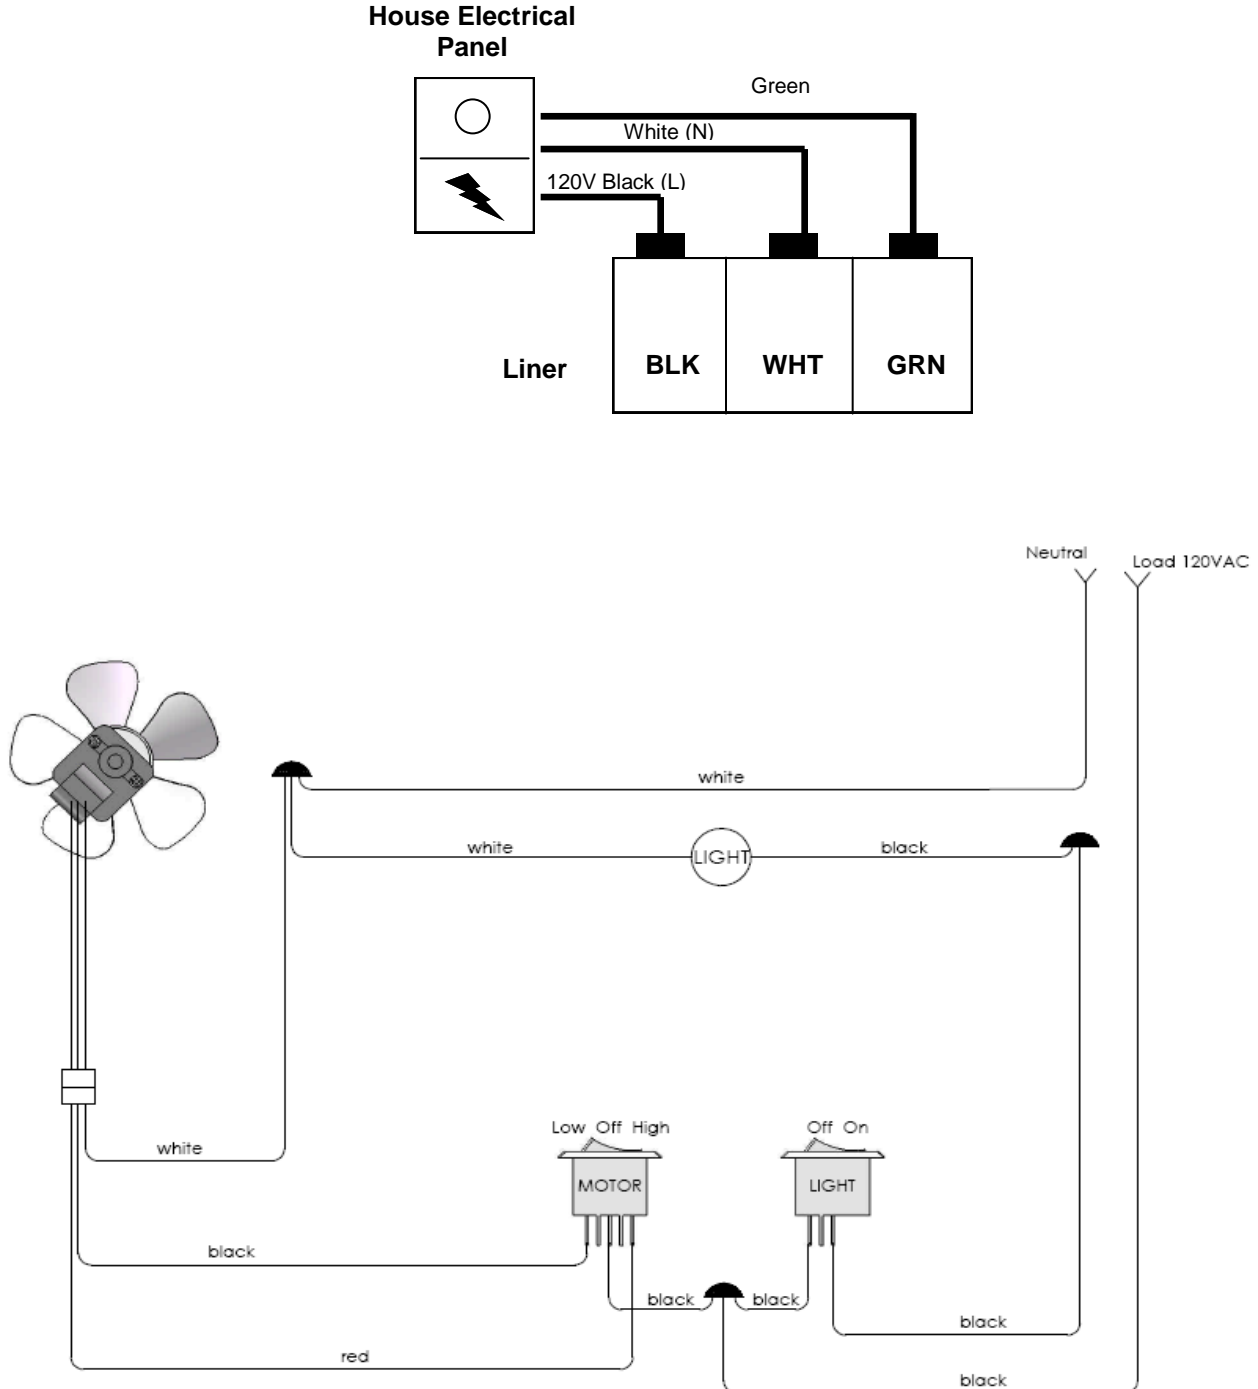 House Electrical
Panel
Green
White (N)
120V Black (L)
Liner
BLK
WHT
GRN
Neutral
Load 120VAC
white
white
LIGHT
black
white
Low Off High
Off On
MOTOR
LIGHT
black
black
black
black
red
black